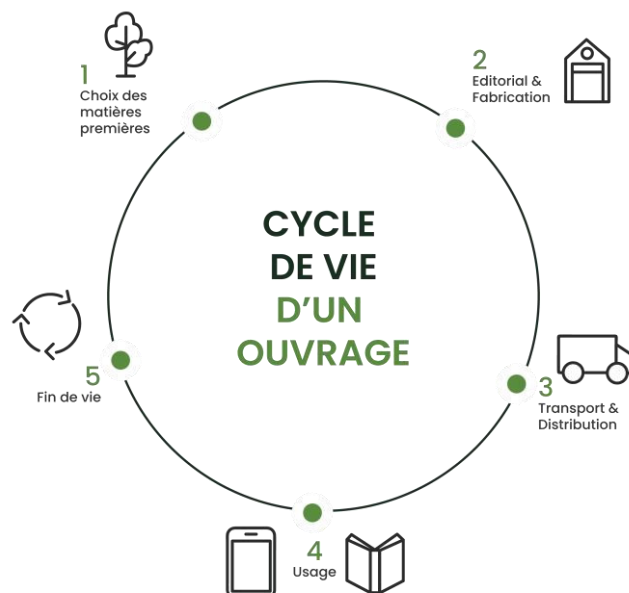 1
Choix des
matières
premières
2
Editorial &
Fabrication
CYCLE
DE VIE
D'UN
OUVRAGE
3
Transport &
Distribution
4
Usage
5
Fin de vie